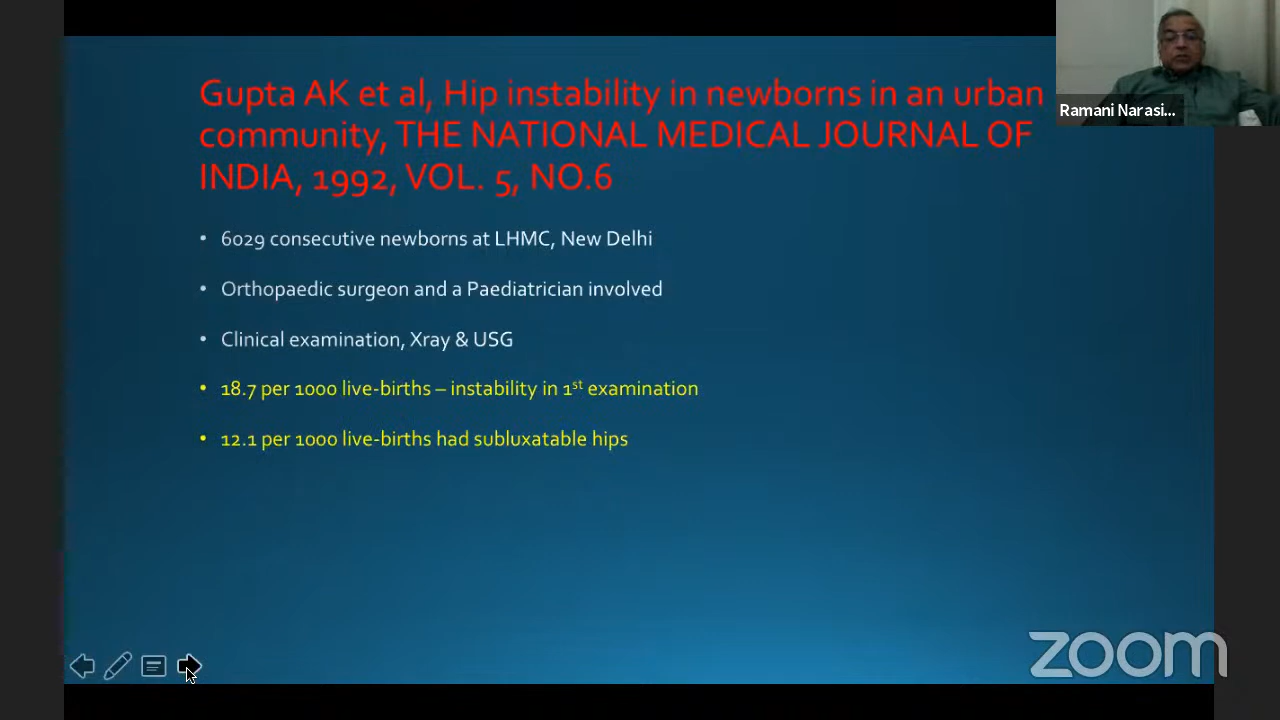 Gupta AK et al, Hip instability in newborns in an urban
community, THE NATIONAL MEDICAL JOURNAL OF
INDIA, 1992, VOL. 5, NO.6
• 6029 consecutive newborns at LHMC, New Delhi
• Orthopaedic surgeon and a Paediatrician involved
• Clinical examination, Xray & USG
• 18.7 per 1000 live-births – instability in 1st examination
• 12.1 per 1000 live-births had subluxatable hips
Ramani Narasi...
zoom